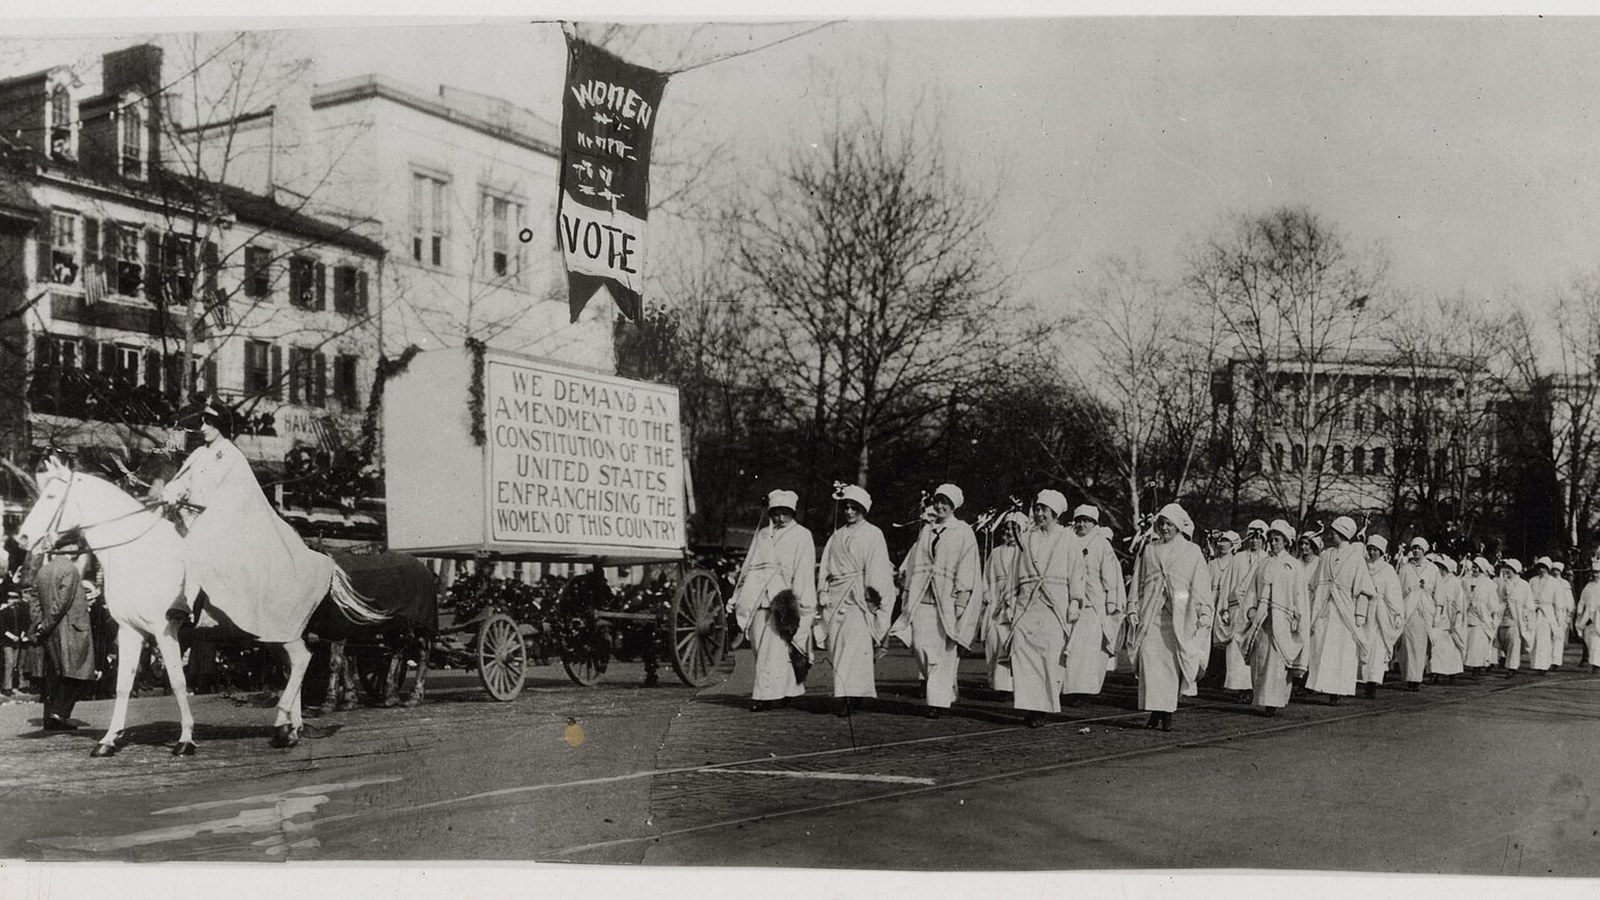 WOMEN
VOTE
WE DEMAND AN
AMENDMENT TO THE
CONSTITUTION OF THE
UNITED STATES
ENFRANCHISING THE
WOMEN OF THIS COUNTRY
HAV